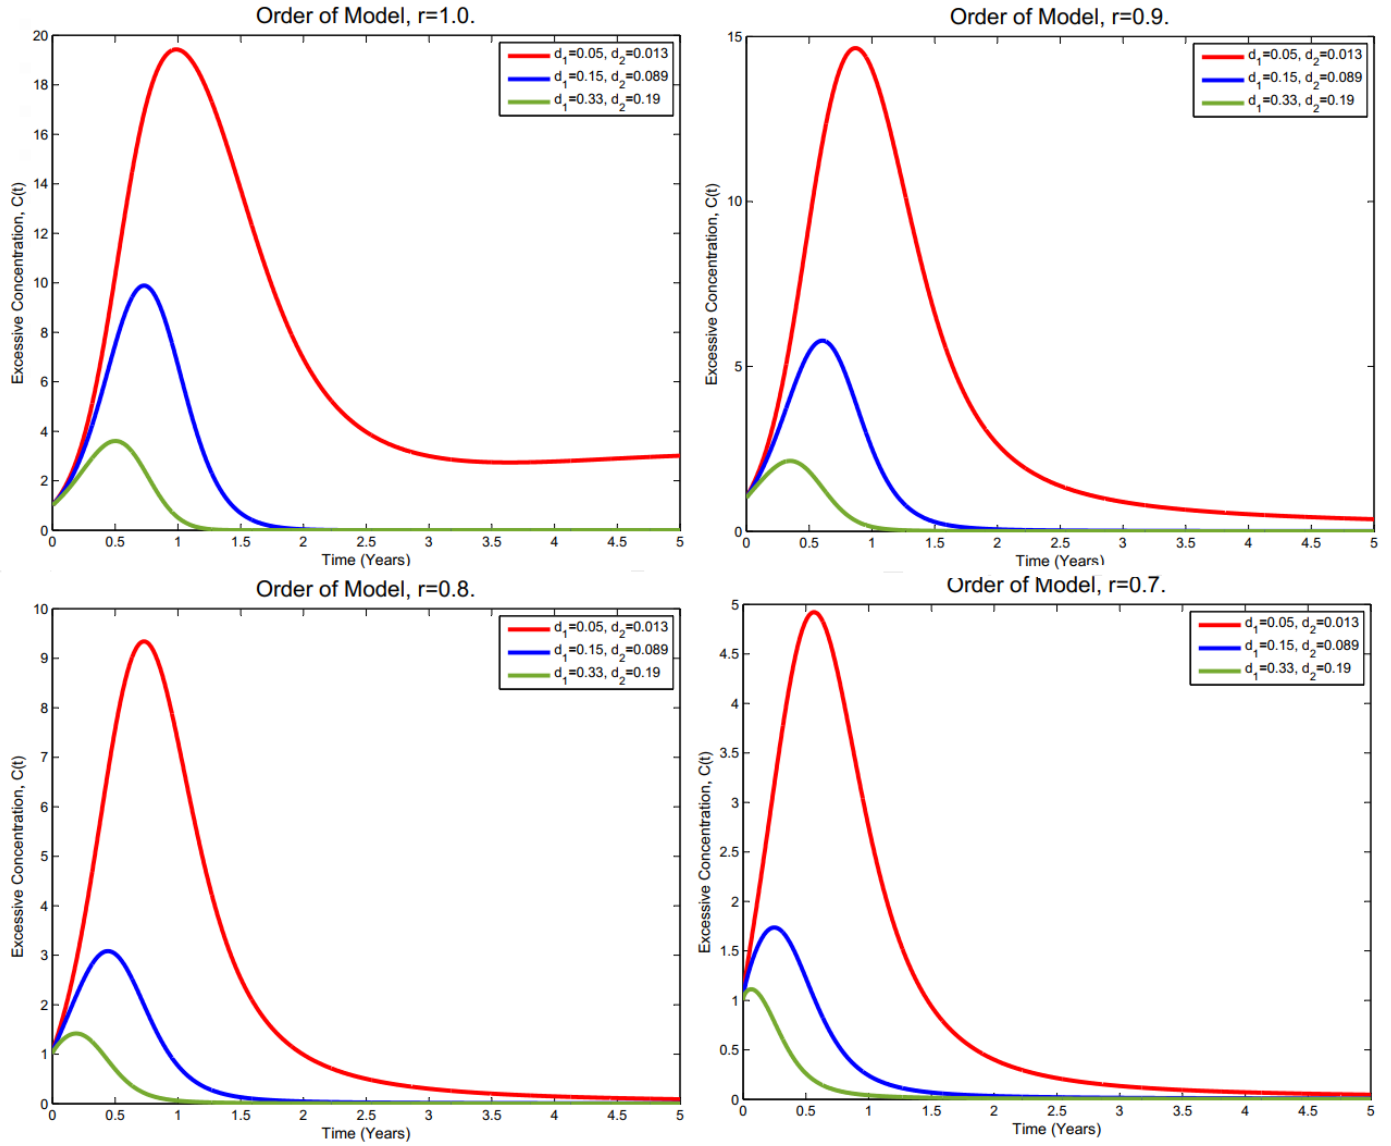 Order of Model, r=1.0.
20
18
16
14
12
10
8
6
4
2
0
Excessive Concentration, C(t)
d1=0.05, d2=0.013
d1=0.15, d2=0.089
d1=0.33, d2=0.19
0 0.5 1 1.5 2 2.5 3 3.5 4 4.5 5
Time (Years)
Order of Model, r=0.9.
15
10
5
0
Excessive Concentration, C(t)
d1=0.05, d2=0.013
d1=0.15, d2=0.089
d1=0.33, d2=0.19
0 0.5 1 1.5 2 2.5 3 3.5 4 4.5 5
Time (Years)
Order of Model, r=0.8.
10
9
8
7
6
5
4
3
2
1
0
Excessive Concentration, C(t)
d1=0.05, d2=0.013
d1=0.15, d2=0.089
d1=0.33, d2=0.19
0 0.5 1 1.5 2 2.5 3 3.5 4 4.5 5
Time (Years)
Order of Model, r=0.7.
5
4.5
4
3.5
3
2.5
2
1.5
1
0.5
0
Excessive Concentration, C(t)
d1=0.05, d2=0.013
d1=0.15, d2=0.089
d1=0.33, d2=0.19
0 0.5 1 1.5 2 2.5 3 3.5 4 4.5 5
Time (Years)